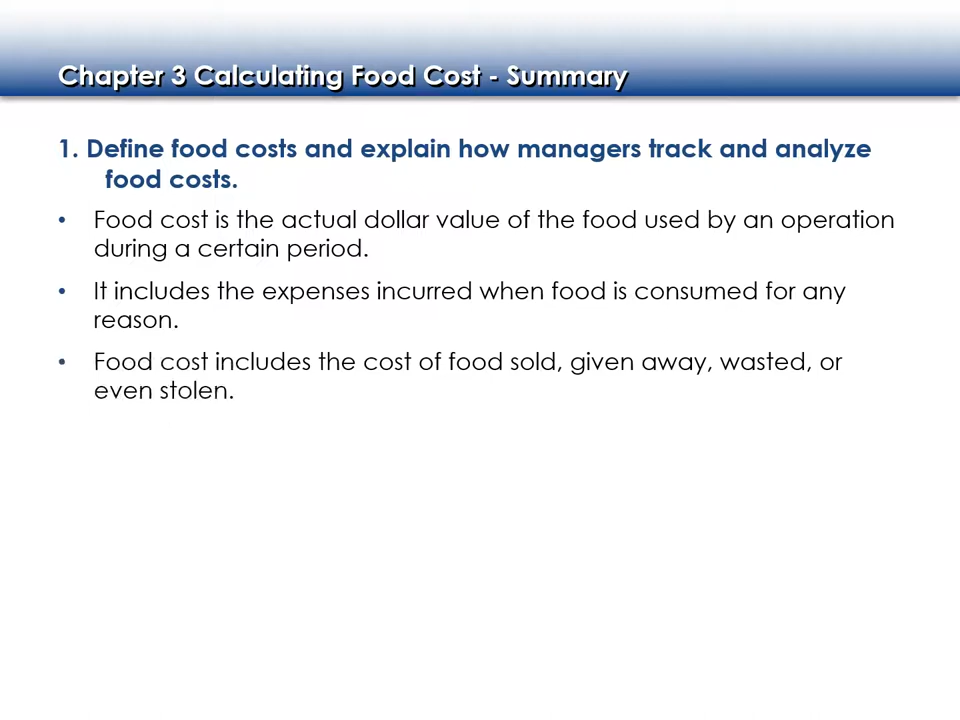 Chapter 3 Calculating Food Cost - Summary
1. Define food costs and explain how managers track and analyze
food costs.
• Food cost is the actual dollar value of the food used by an operation
during a certain period.
• It includes the expenses incurred when food is consumed for any
reason.
• Food cost includes the cost of food sold, given away, wasted, or
even stolen.